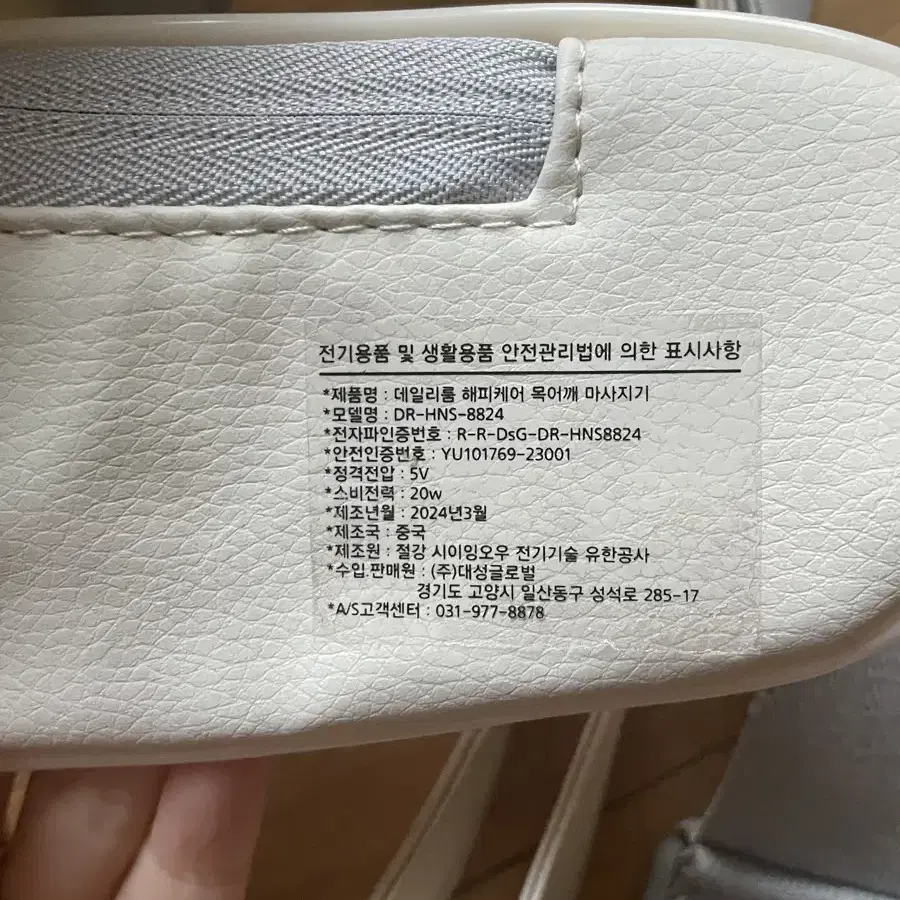 전기용품 및 생활용품 안전관리법에 의한 표시사항
*제품명 : 데일리룸 해피케어 목어깨 마사지기
*모델명 : DR-HNS-8824
*전자파인증번호 : R-R-DsG-DR-HNS8824
*안전인증번호 : YU101769-23001
*정격전압 : 5V
*스비전력 : 20w
*제조년월 : 2024년3월
*제조국 : 중국
*제조원 : 절강 시이잉오우 전기기술 유한공사
*수입.판매원 : (주)대성글로벌
경기도 고양시 일산동구 성석로 285-17
*A/S고객센터 : 031-977-8878